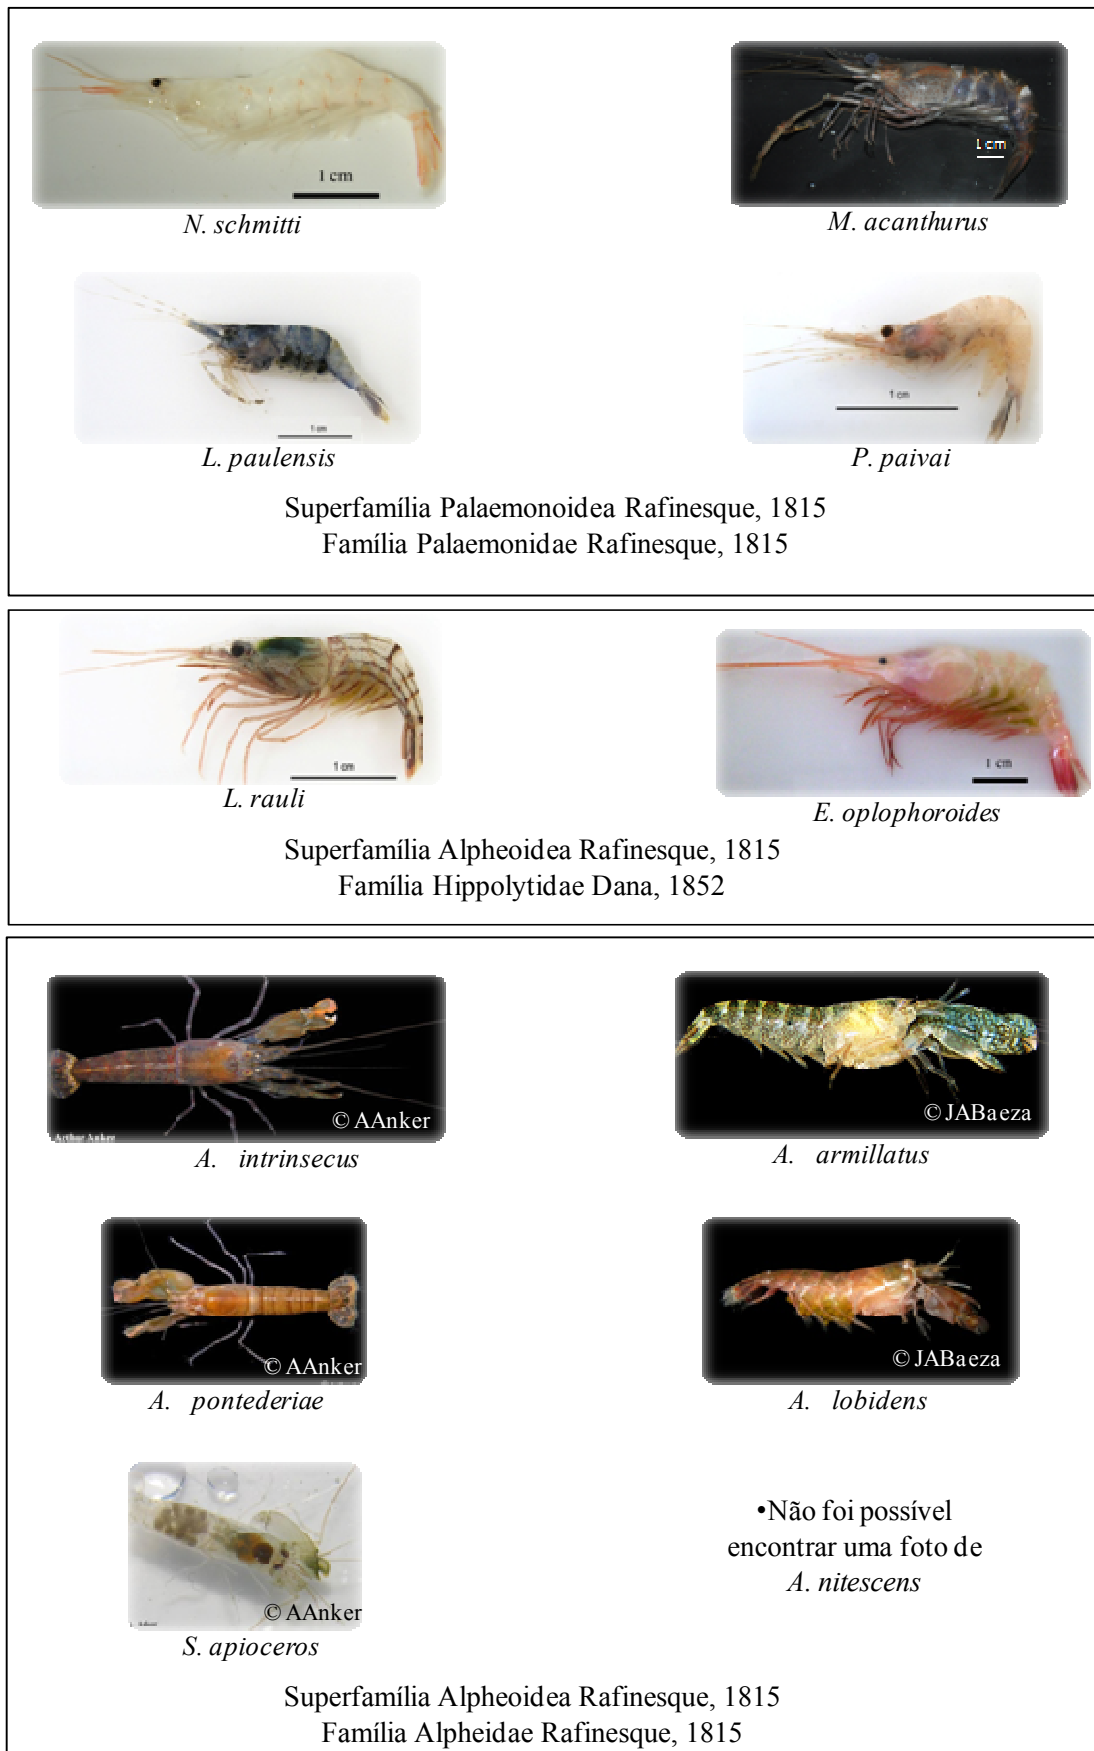 1 cm
1 cm
N. schmitti
M. acanthurus
1 cm
1 cm
L. paulensis
P. paivai
Superfamília Palaemonoidea Rafinesque, 1815
Família Palaemonidae Rafinesque, 1815
1 cm
1 cm
L. rauli
E. oplophoroides
Superfamília Alpheoidea Rafinesque, 1815
Família Hippolytidae Dana, 1852
© AAnker
Arthur Anker
© JABaeza
A. intrinsecus
A. armillatus
© AAnker
© JABaeza
A. pontederiae
A. lobidens
•Não foi possível
encontrar uma foto de
A. nitescens
© AAnker
S. apioceros
Superfamília Alpheoidea Rafinesque, 1815
Família Alpheidae Rafinesque, 1815